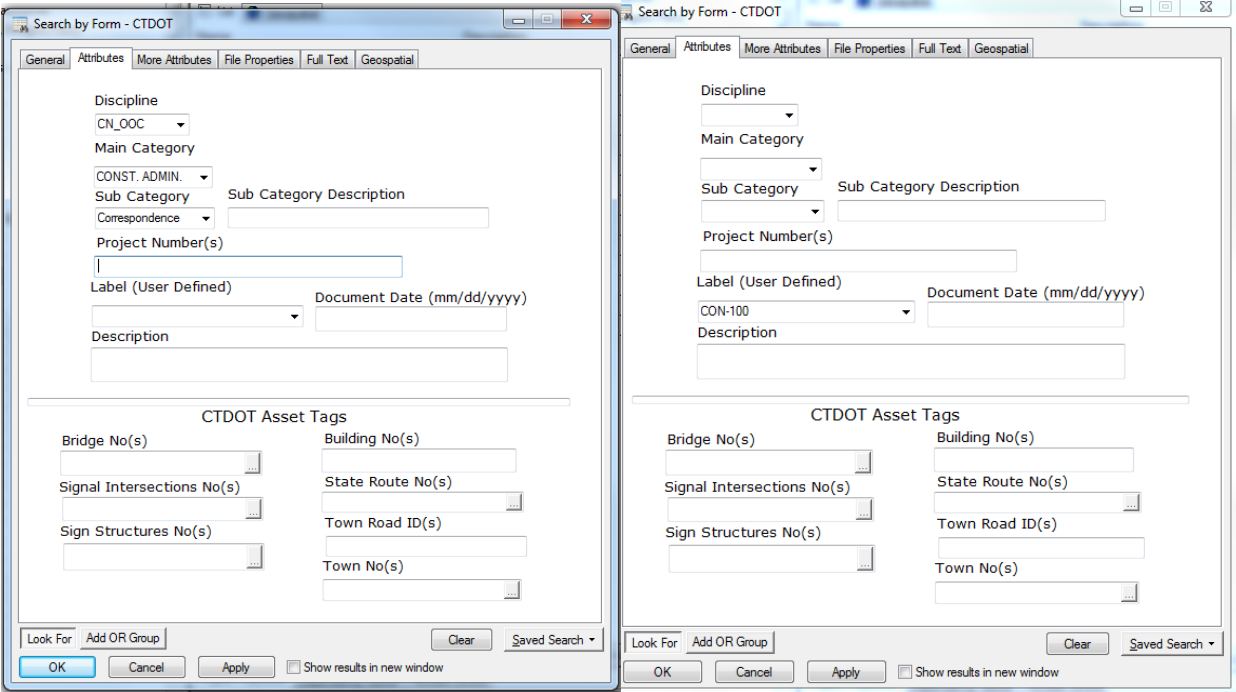 Search by Form - CTDOT
General Attributes More Attributes File Properties Full Text Geospatial
Discipline
CN_OOC
Main Category
CONST. ADMIN.
Sub Category Sub Category Description
Correspondence
Project Number(s)
Label (User Defined)
Document Date (mm/dd/yyyy)
Description
CTDOT Asset Tags
Bridge No(s) Building No(s)
Signal Intersections No(s) State Route No(s)
Sign Structures No(s) Town Road ID(s)
Town No(s)
Look For Add OR Group Clear Saved Search
OK Cancel Apply Show results in new window
Search by Form - CTDOT
General Attributes More Attributes File Properties Full Text Geospatial
Discipline
Main Category
Sub Category Sub Category Description
Project Number(s)
Label (User Defined)
Document Date (mm/dd/yyyy)
CON-100
Description
CTDOT Asset Tags
Bridge No(s) Building No(s)
Signal Intersections No(s) State Route No(s)
Sign Structures No(s) Town Road ID(s)
Town No(s)
Look For Add OR Group Clear Saved Search
OK Cancel Apply Show results in new window